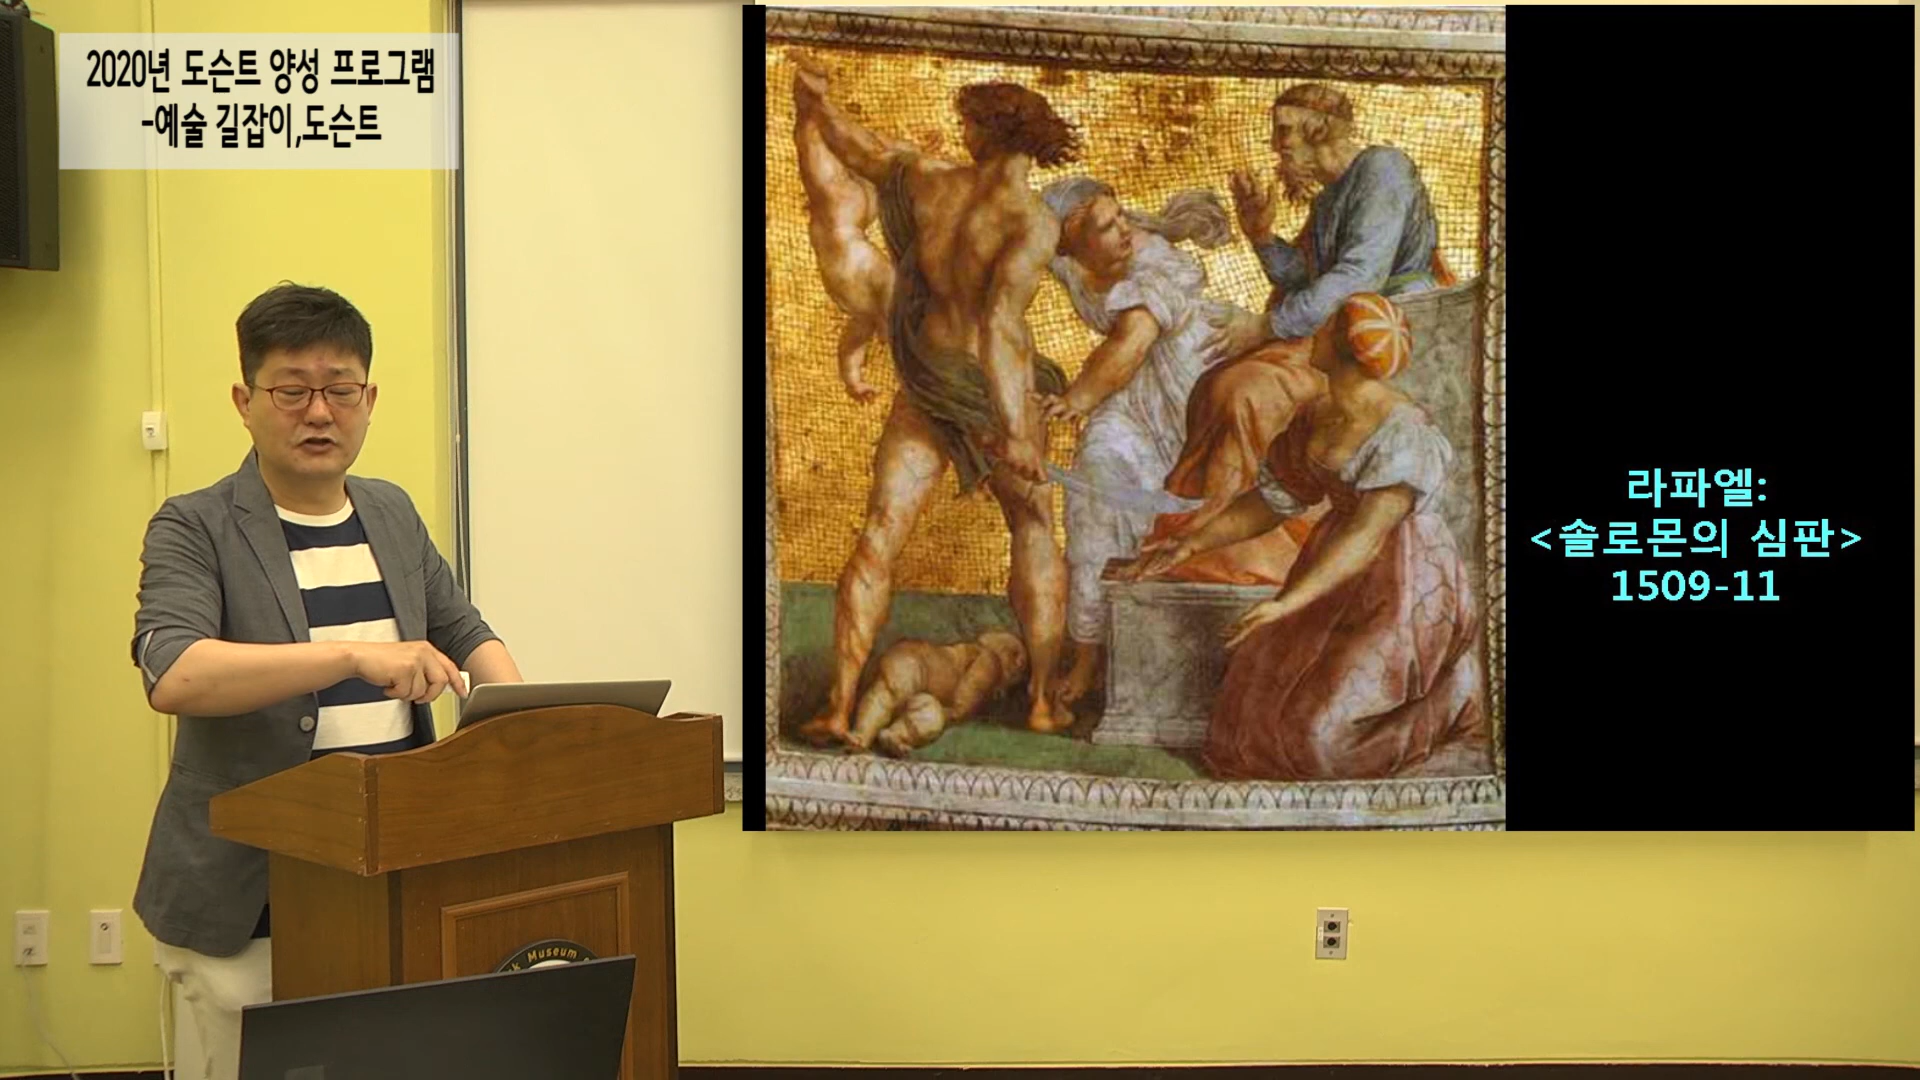 2020년 도슨트 양성 프로그램
-예술 길잡이,도슨트
라파엘:
<솔로몬의 심판>
1509-11
Museum